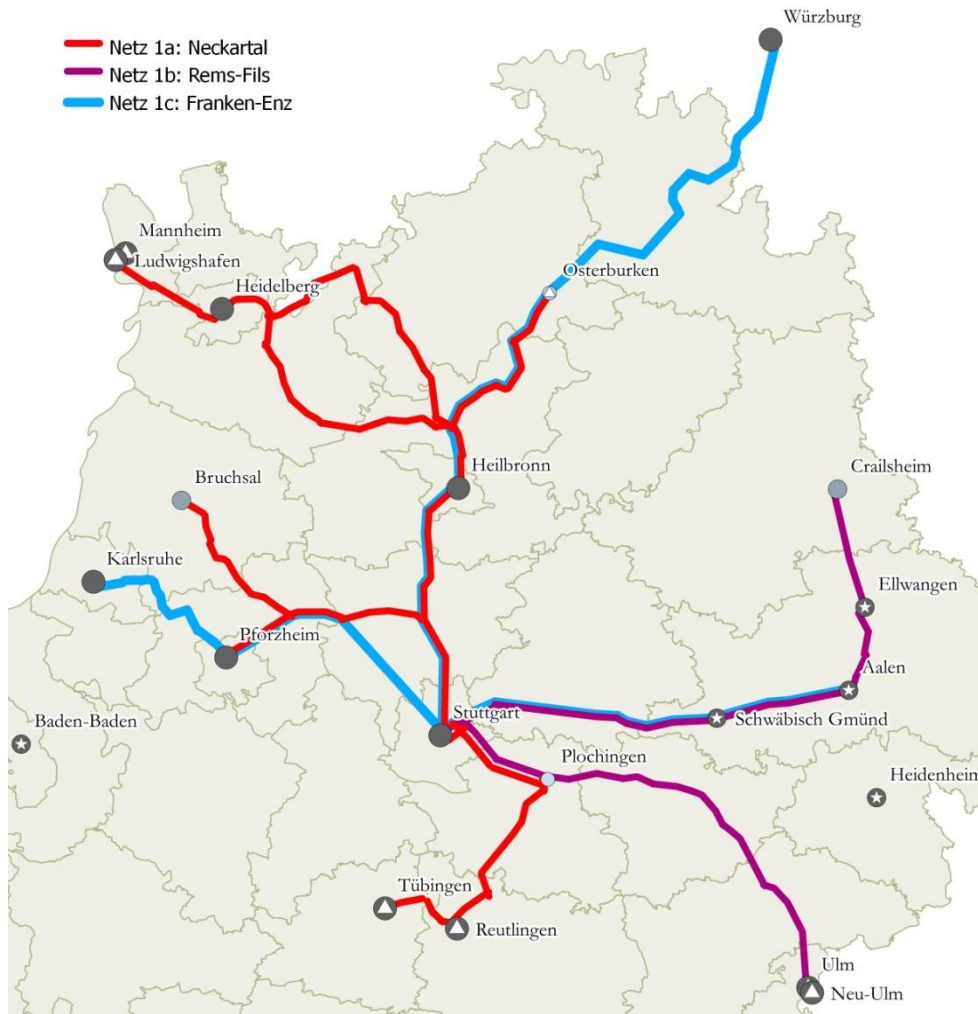 Würzburg
Netz 1a: Neckartal
Netz 1b: Rems-Fils
Netz 1c: Franken-Enz
Mannheim
Ludwigshafen
Osterburken
Heidelberg
Heilbronn
Crailsheim
Bruchsal
Karlsruhe
Ellwangen
Pforzheim
Aalen
Stuttgart
Baden-Baden
Schwäbisch Gmünd
Plochingen
Heidenheim
Tübingen
Reutlingen
Ulm
Neu-Ulm